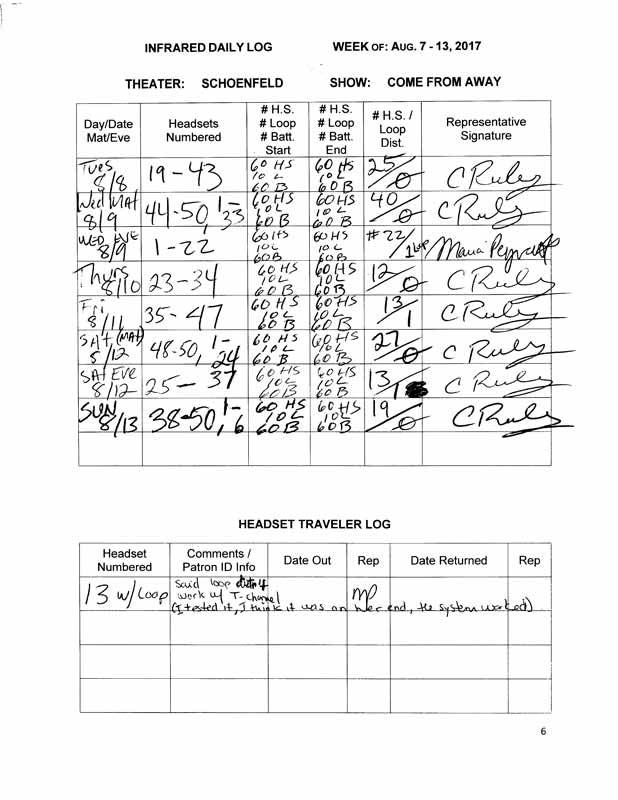 INFRARED DAILY LOG WEEK OF: AUG. 7 - 13, 2017
THEATER: SCHOENFELD SHOW: COME FROM AWAY
Day/Date Mat/Eve Headsets Numbered # H.S. # Loop # Batt. Start # H.S. # Loop # Batt. End # H.S. / Loop Dist. Representative Signature
Tues 8/8 19-43 60 HS 10 L 60 B 60 HS 10 L 60 B 25/0 C Ruley
Wed MAT 8/9 44-50, 1-33 60 HS 10 L 60 B 60 HS 10 L 60 B 40/0 C Ruley
WED EVE 8/9 1-22 60 HS 10 L 60 B 60 HS 10 L 60 B #22/1 loop Maria
Thurs 8/10 23-34 60 HS 10 L 60 B 60 HS 10 L 60 B 12/0 C Ruley
Fri 8/11 35-47 60 HS 10 L 60 B 60 HS 10 L 60 B 13/1 C Ruley
SAT (MAT) 8/12 48-50, 1-24 60 HS 10 L 60 B 60 HS 10 L 60 B 27/0 C Ruley
SAT EVE 8/12 25-37 60 HS 10 L 60 B 60 HS 10 L 60 B 13/1 C Ruley
SUN 8/13 38-50, 1-6 60 HS 10 L 60 B 60 HS 10 L 60 B 19/0 C Ruley
HEADSET TRAVELER LOG
Headset Numbered Comments / Patron ID Info Date Out Rep Date Returned Rep
13 w/ Loop Said loop didn't MP
work w/ T-channel
(I tested it, I think it was on her end, the system worked)
6